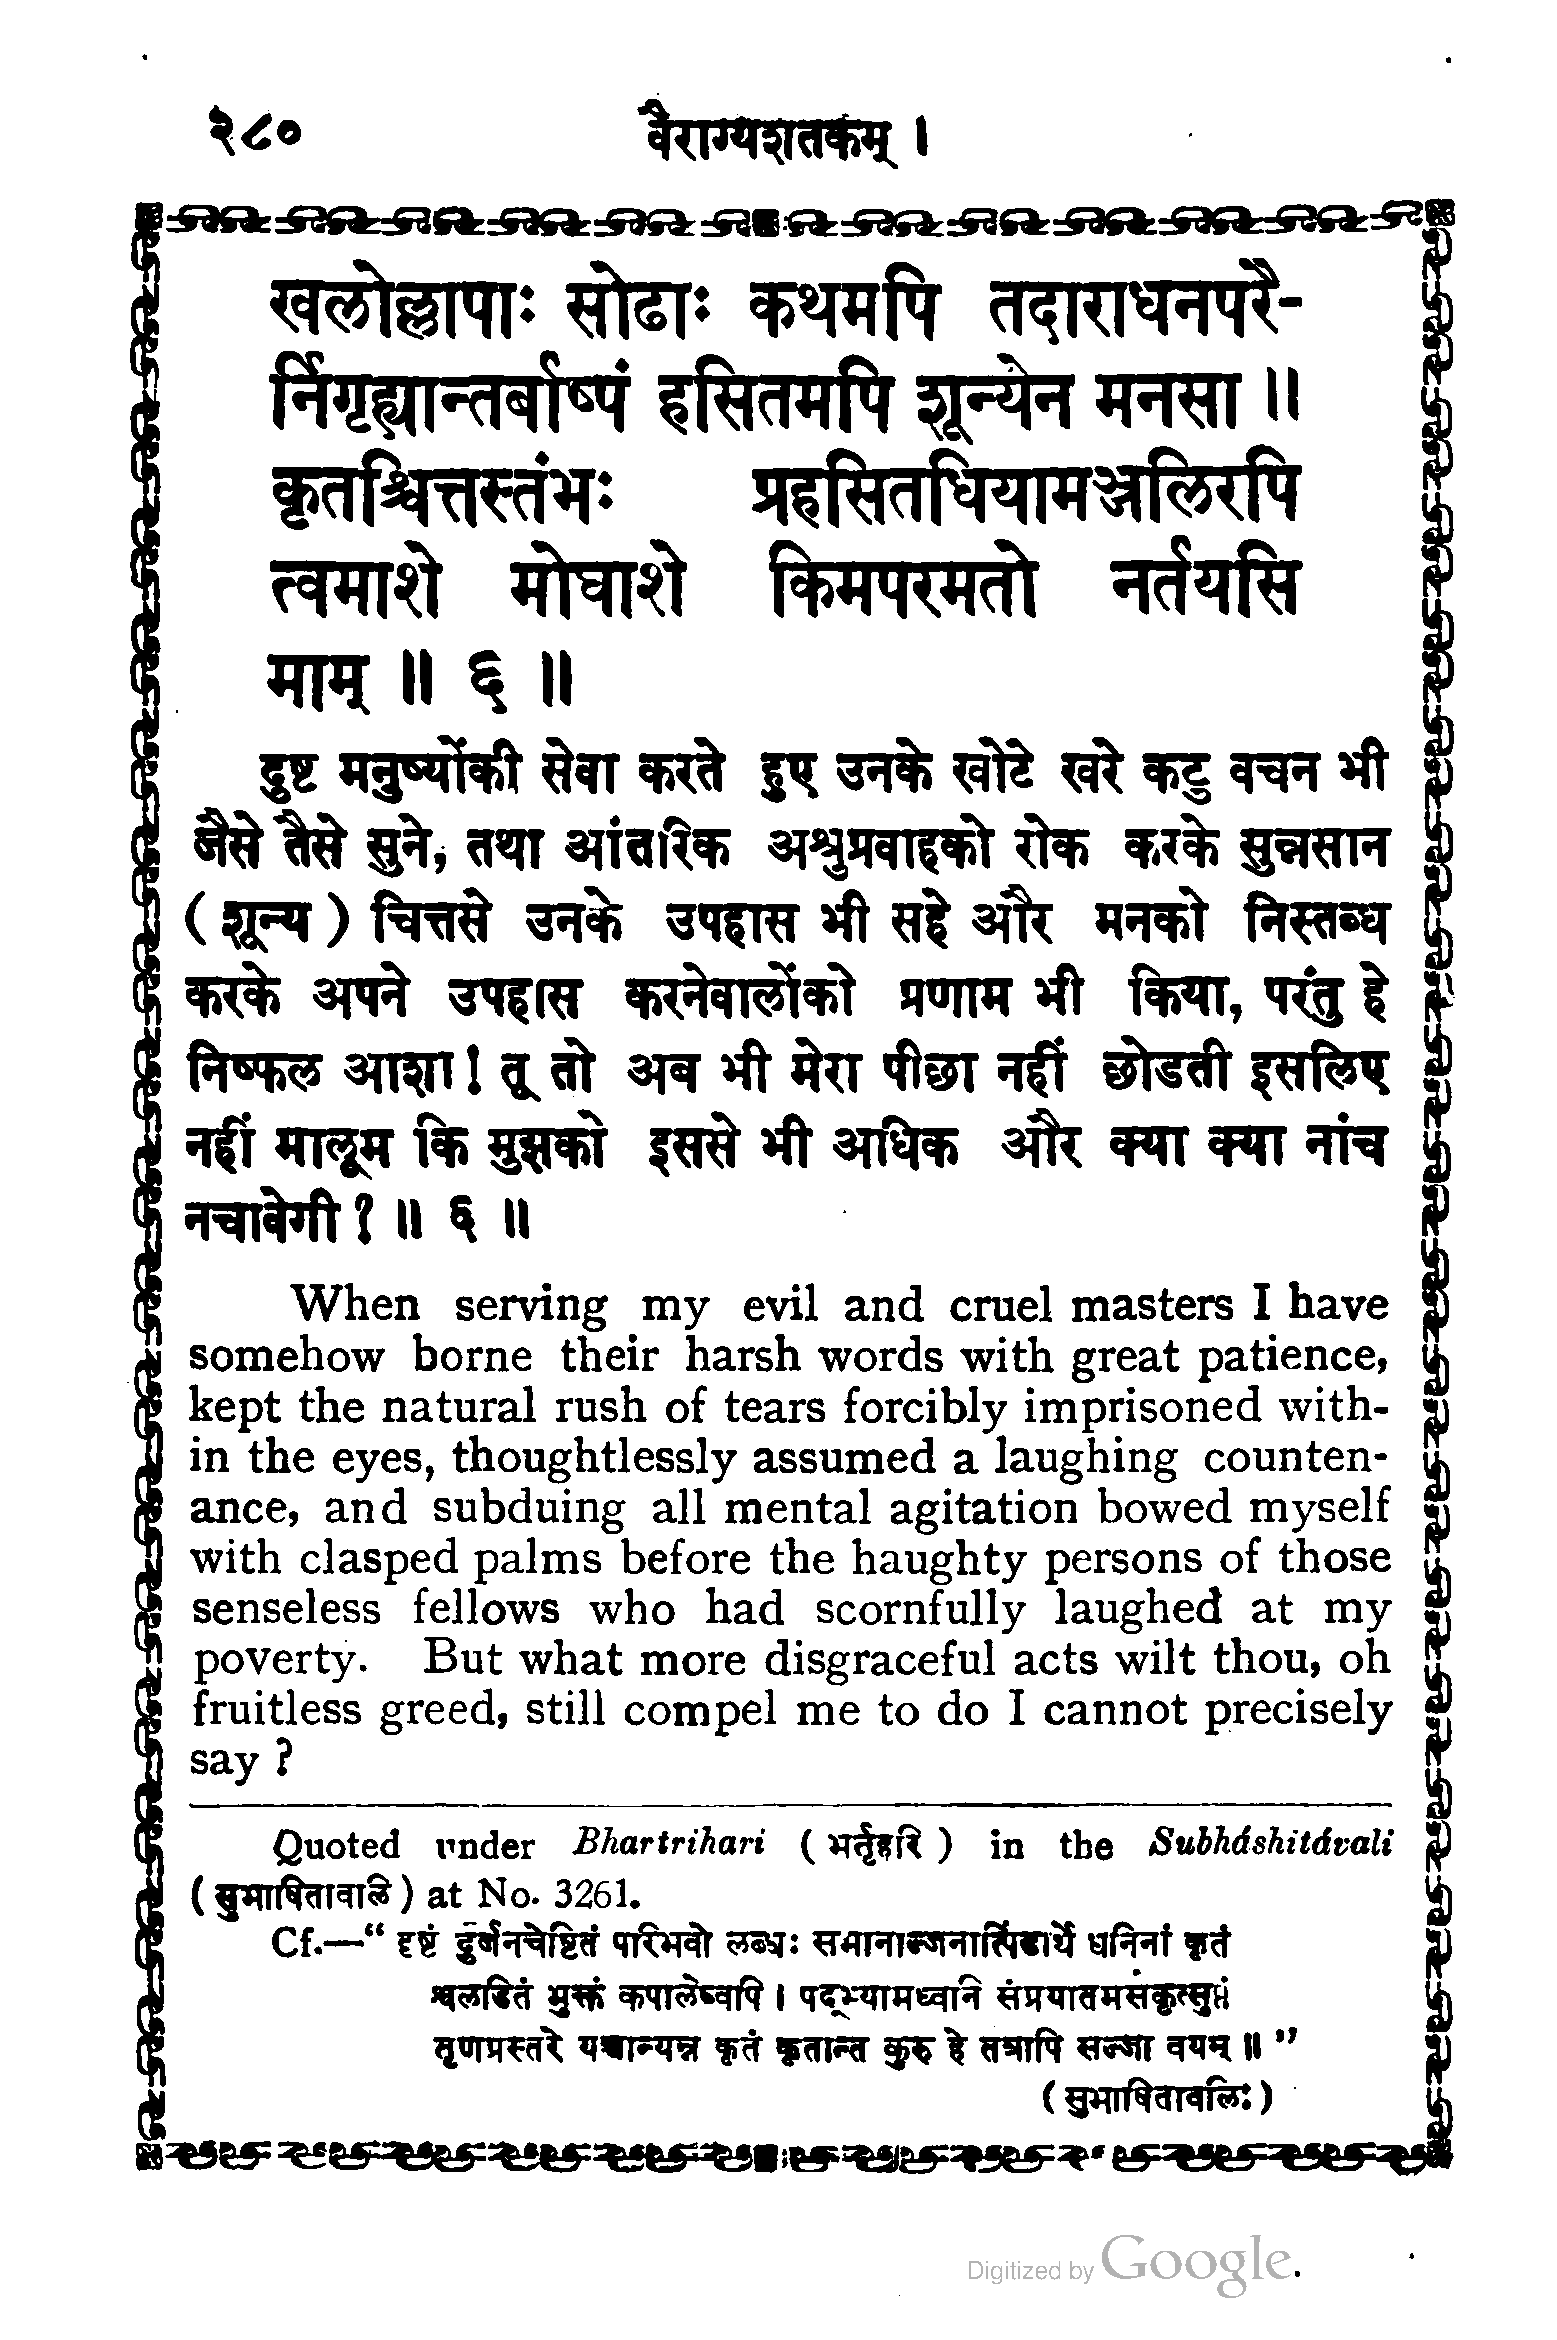 २८० वैराग्यशतकम् ।
खलोल्लापाः सोढाः कथमपि तदाराधनपरै-
र्निगृह्यान्तर्बाष्पं हसितमपि शून्येन मनसा ॥
कृतश्चित्तस्तंभः प्रहसितधियामञ्जलिरपि
त्वमाशे मोघाशे किमपरमतो नर्तयसि
माम् ॥ ६ ॥
दुष्ट मनुष्योंकी सेवा करते हुए उनके खोटे खरे कटु वचन भी
जैसे तैसे सुने, तथा आंतरिक अश्रुप्रवाहको रोक करके सुन्नसान
( शून्य ) चित्तसे उनके उपहास भी सहे और मनको निस्तब्ध
करके अपने उपहास करनेवालोंको प्रणाम भी किया, परंतु हे
निष्फल आशा ! तू तो अब भी मेरा पीछा नहीं छोडती इसलिए
नहीं मालूम कि मुझको इससे भी अधिक और क्या क्या नांच
नचावेगी ? ॥ ६ ॥
When serving my evil and cruel masters I have
somehow borne their harsh words with great patience,
kept the natural rush of tears forcibly imprisoned with-
in the eyes, thoughtlessly assumed a laughing counten-
ance, and subduing all mental agitation bowed myself
with clasped palms before the haughty persons of those
senseless fellows who had scornfully laughed at my
poverty. But what more disgraceful acts wilt thou, oh
fruitless greed, still compel me to do I cannot precisely
say ?
Quoted under Bhartrihari ( भर्तृहरि ) in the Subháshitávali
( सुभाषितावलि ) at No. 3261.
Cf.—“ दृष्टं दुर्जनचेष्टितं परिभवो लब्धः समानाज्जनात्पिंडार्थे धनिनां कृतं
श्वललितं भुक्तं कपालेष्वपि । पद्भ्यामध्वनि संप्रयातमसकृत्सुप्तं
तृणप्रस्तरे यच्चान्यन्न कृतं कृतान्त कुरु हे तत्रापि सज्जा वयम् ॥ ”
( सुभाषितावलिः )
Digitized by Google